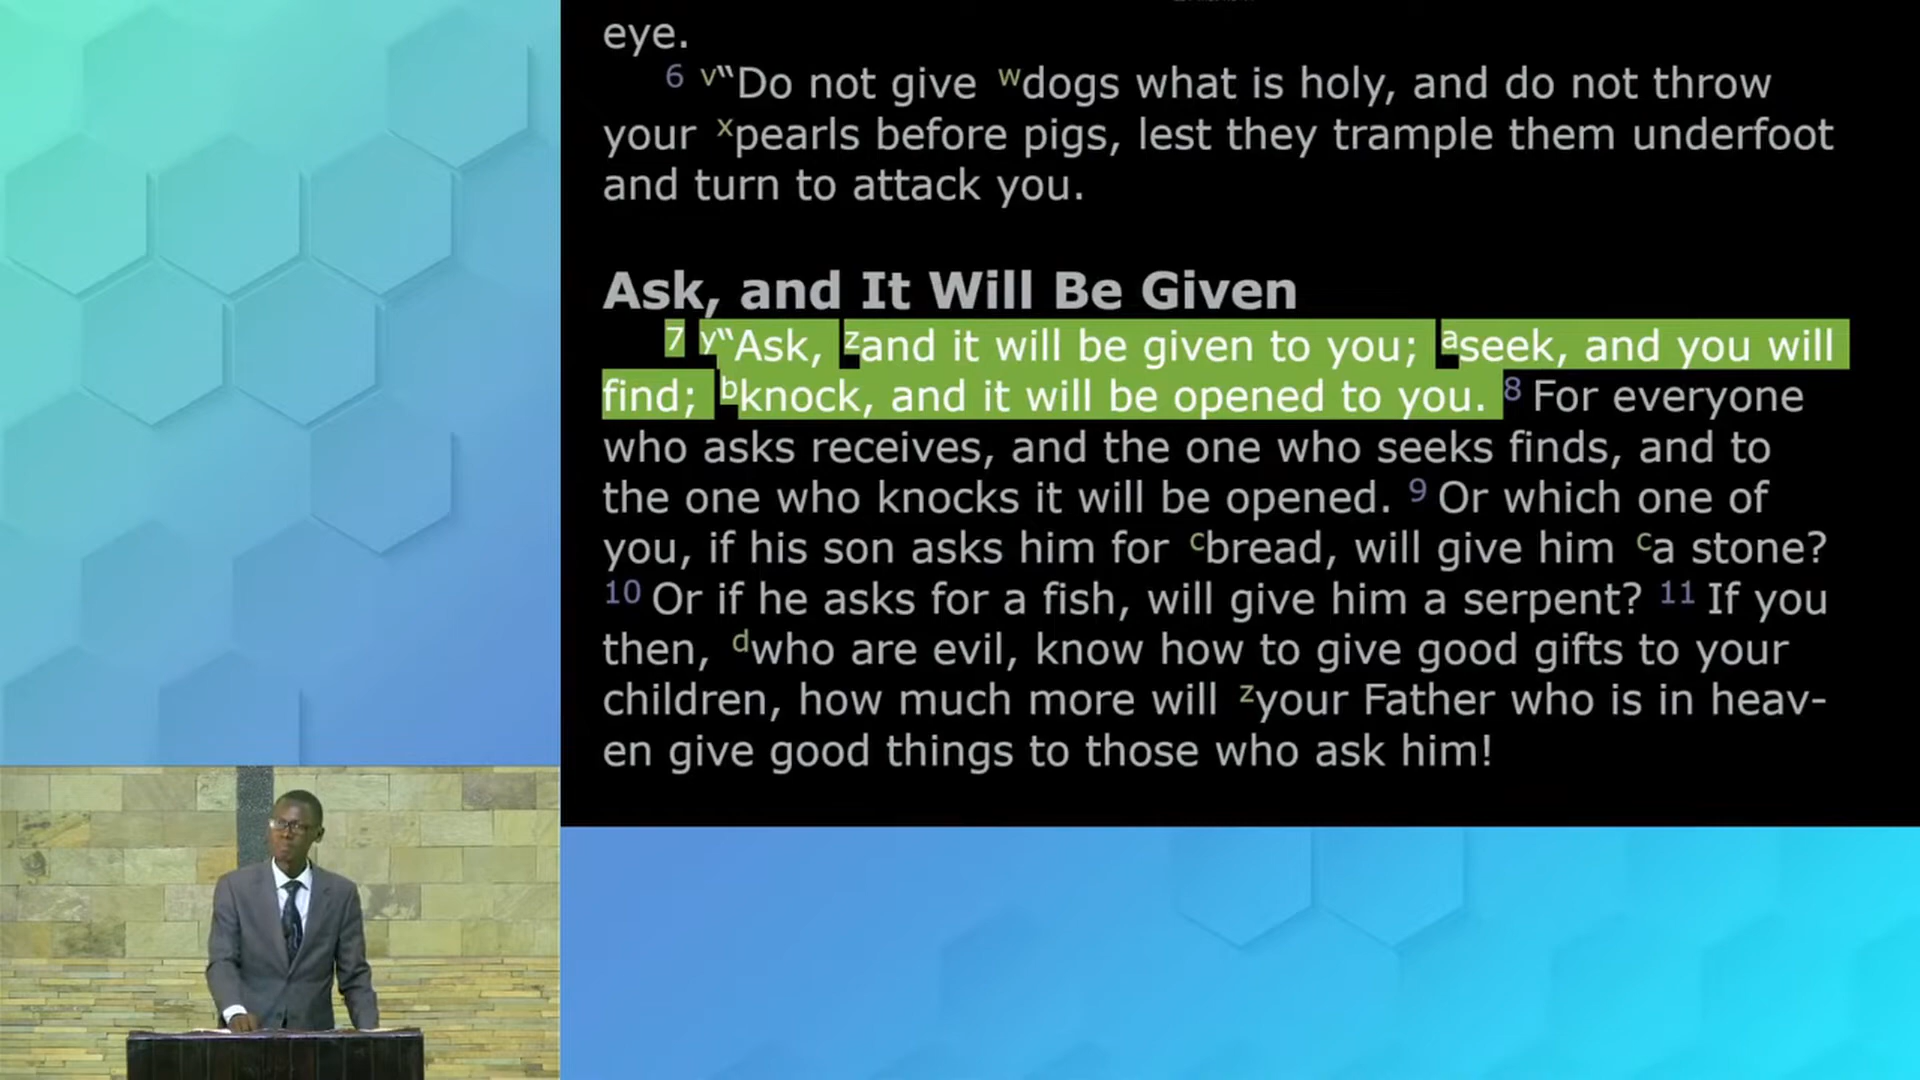 eye.
6 v“Do not give wdogs what is holy, and do not throw
your xpearls before pigs, lest they trample them underfoot
and turn to attack you.
Ask, and It Will Be Given
7 y“Ask, zand it will be given to you; aseek, and you will
find; bknock, and it will be opened to you. 8 For everyone
who asks receives, and the one who seeks finds, and to
the one who knocks it will be opened. 9 Or which one of
you, if his son asks him for cbread, will give him ca stone?
10 Or if he asks for a fish, will give him a serpent? 11 If you
then, dwho are evil, know how to give good gifts to your
children, how much more will zyour Father who is in heav-
en give good things to those who ask him!